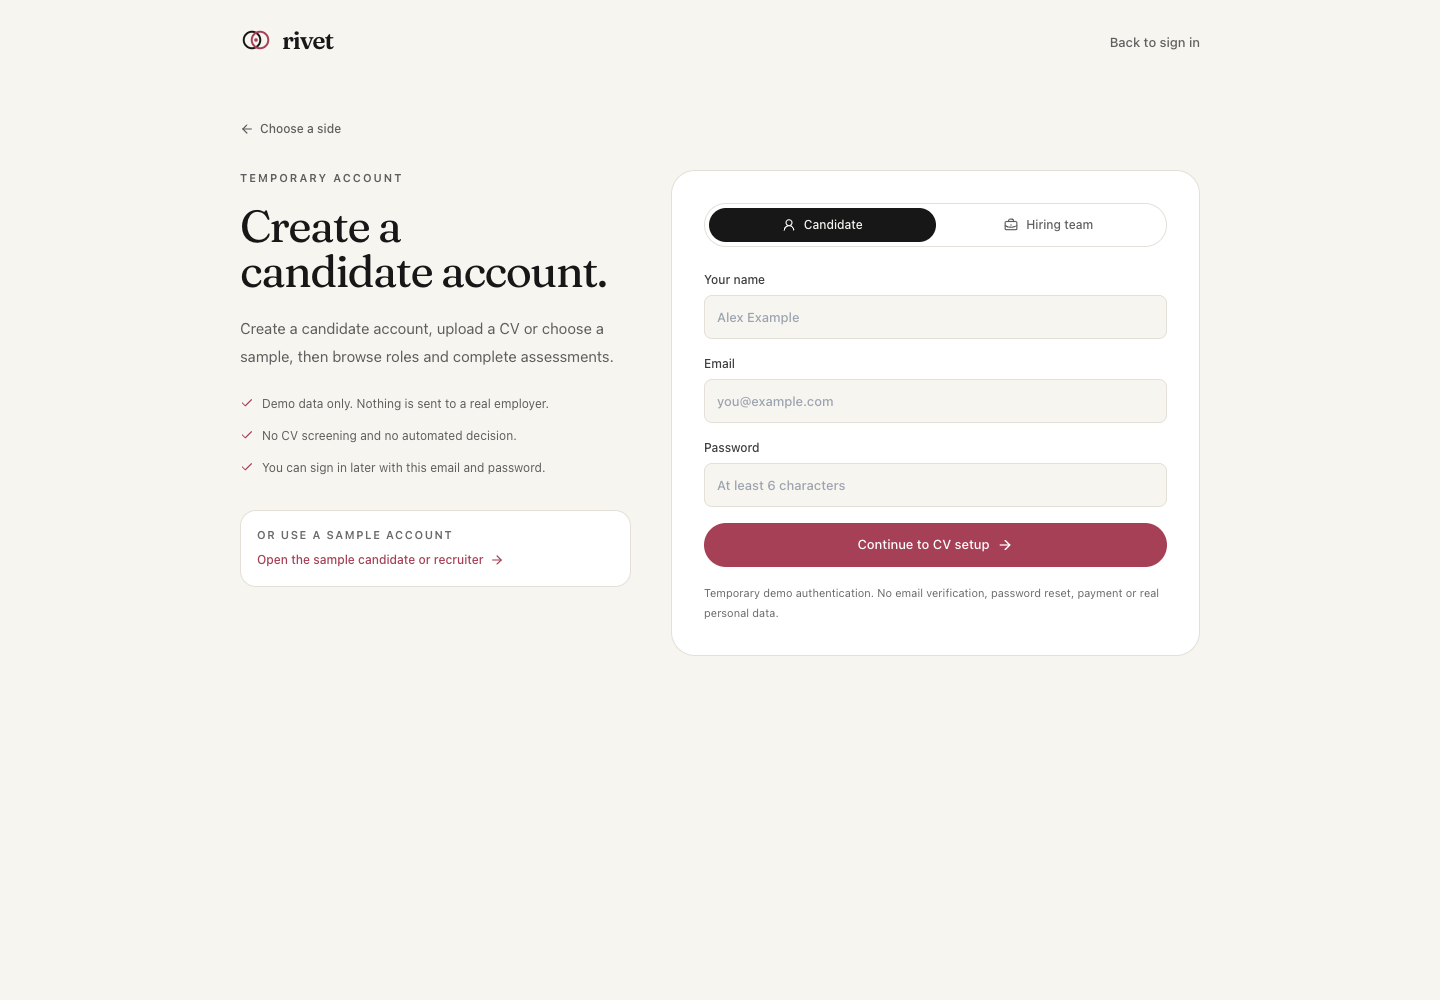 rivet
Back to sign in
Choose a side
TEMPORARY ACCOUNT
Create a
candidate account.
Create a candidate account, upload a CV or choose a
sample, then browse roles and complete assessments.
Demo data only. Nothing is sent to a real employer.
No CV screening and no automated decision.
You can sign in later with this email and password.
OR USE A SAMPLE ACCOUNT
Open the sample candidate or recruiter
Candidate
Hiring team
Your name
Alex Example
Email
you@example.com
Password
At least 6 characters
Continue to CV setup
Temporary demo authentication. No email verification, password reset, payment or real
personal data.